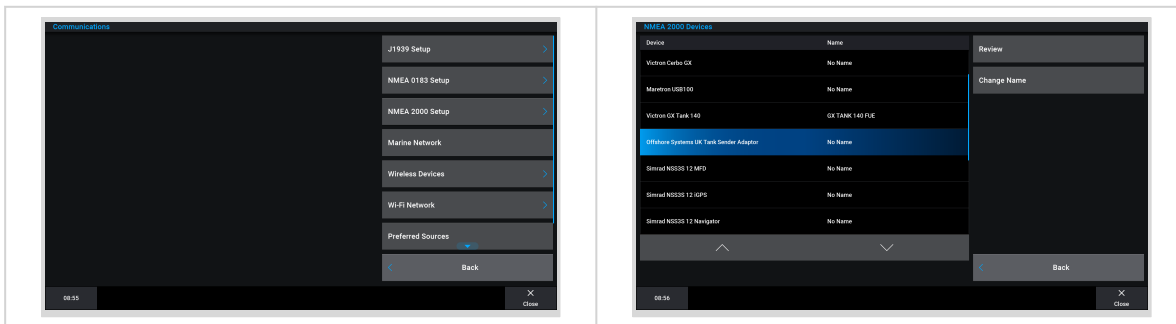 Communications
J1939 Setup
NMEA 0183 Setup
NMEA 2000 Setup
Marine Network
Wireless Devices
Wi-Fi Network
Preferred Sources
Back
08:55
Close
NMEA 2000 Devices
Device Name
Victron Cerbo GX No Name
Maretron USB100 No Name
Victron GX Tank 140 GX TANK 140 FUE
Offshore Systems UK Tank Sender Adaptor No Name
Simrad NSS3S 12 MFD No Name
Simrad NSS3S 12 iGPS No Name
Simrad NSS3S 12 Navigator No Name
Review
Change Name
Back
08:56
Close